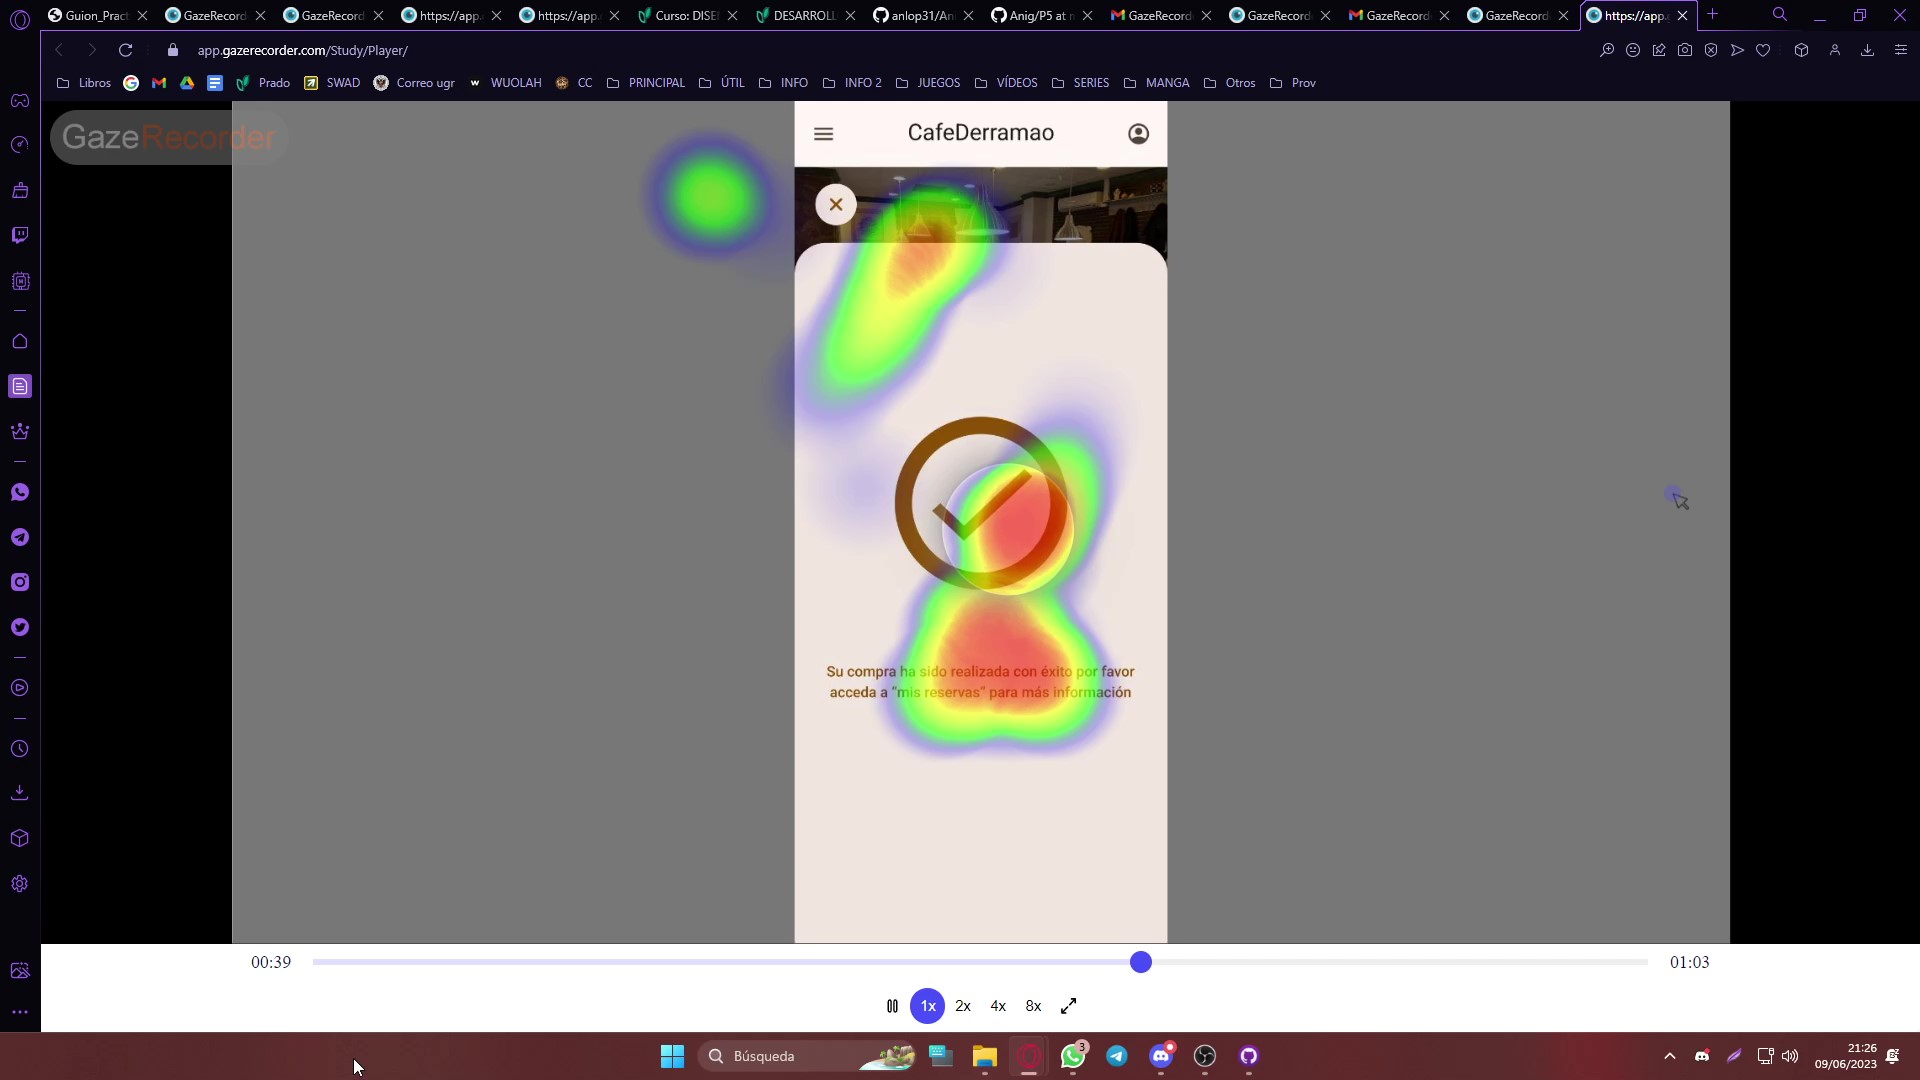 Guion_Pract
GazeRecord
GazeRecord
https://app.
https://app.
Curso: DISEÑ
DESARROLL
anlop31/An
Anig/P5 at
GazeRecord
GazeRecord
GazeRecord
GazeRecord
https://app.
app.gazerecorder.com/Study/Player/
Libros
Prado
SWAD
Correo ugr
WUOLAH
CC
PRINCIPAL
ÚTIL
INFO
INFO 2
JUEGOS
VÍDEOS
SERIES
MANGA
Otros
Prov
GazeRecorder
CafeDerramao
Su compra ha sido realizada con éxito por favor
acceda a “mis reservas” para más información
00:39
01:03
1x
2x
4x
8x
Búsqueda
3
21:26
09/06/2023